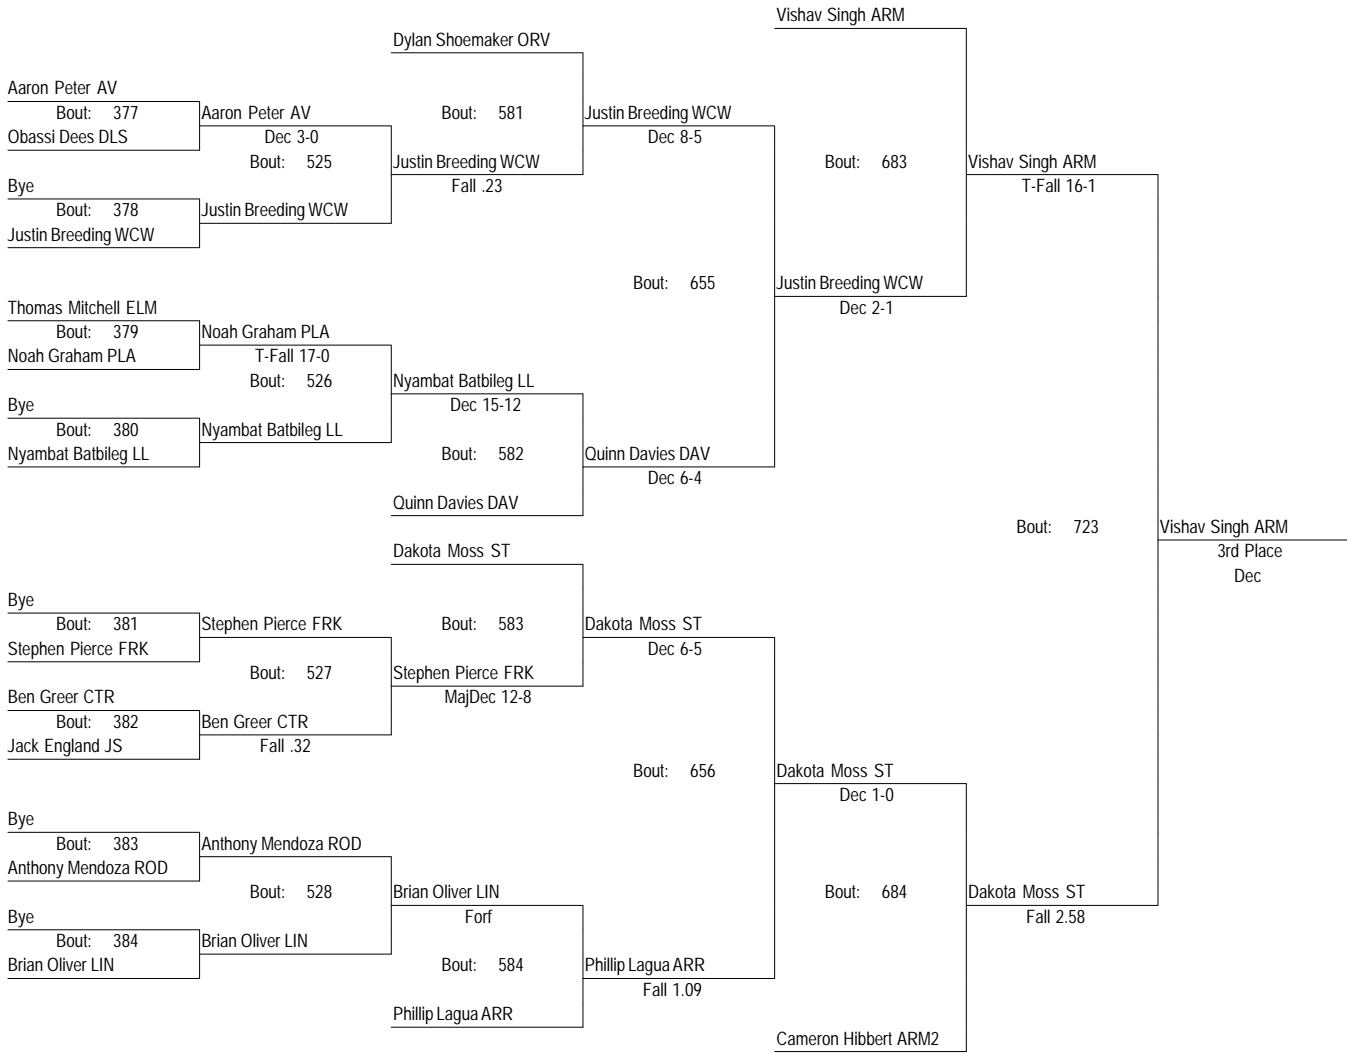 Vishav Singh ARM
Dylan Shoemaker ORV
Aaron Peter AV
Bout: 377
Aaron Peter AV
Bout: 581
Justin Breeding WCW
Obassi Dees DLS
Dec 3-0
Dec 8-5
Bout: 525
Justin Breeding WCW
Bout: 683
Vishav Singh ARM
Bye
Fall .23
T-Fall 16-1
Bout: 378
Justin Breeding WCW
Justin Breeding WCW
Bout: 655
Justin Breeding WCW
Thomas Mitchell ELM
Dec 2-1
Bout: 379
Noah Graham PLA
Noah Graham PLA
T-Fall 17-0
Bout: 526
Nyambat Batbileg LL
Bye
Dec 15-12
Bout: 380
Nyambat Batbileg LL
Nyambat Batbileg LL
Bout: 582
Quinn Davies DAV
Dec 6-4
Quinn Davies DAV
Bout: 723
Vishav Singh ARM
Dakota Moss ST
3rd Place
Dec
Bye
Bout: 381
Stephen Pierce FRK
Bout: 583
Dakota Moss ST
Stephen Pierce FRK
Dec 6-5
Bout: 527
Stephen Pierce FRK
Ben Greer CTR
MajDec 12-8
Bout: 382
Ben Greer CTR
Jack England JS
Fall .32
Bout: 656
Dakota Moss ST
Dec 1-0
Bye
Bout: 383
Anthony Mendoza ROD
Anthony Mendoza ROD
Bout: 528
Brian Oliver LIN
Bout: 684
Dakota Moss ST
Bye
Forf
Fall 2.58
Bout: 384
Brian Oliver LIN
Brian Oliver LIN
Bout: 584
Phillip Lagua ARR
Fall 1.09
Phillip Lagua ARR
Cameron Hibbert ARM2